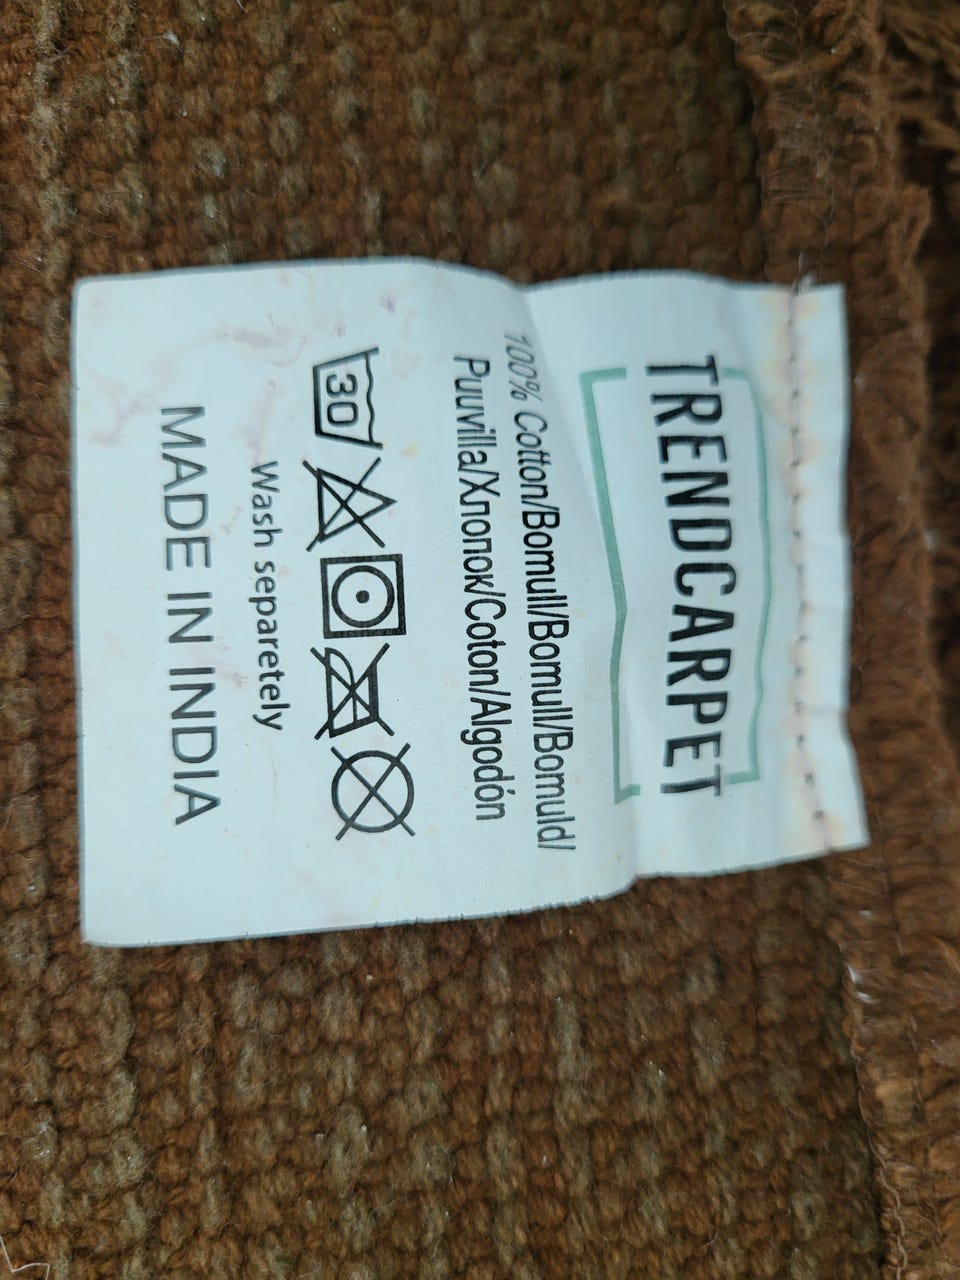 TRENDCARPET
100% Cotton/Bomull/Bomull/Bomuld/
Puuvilla/Хлопок/Coton/Algodón
30
Wash separetely
MADE IN INDIA